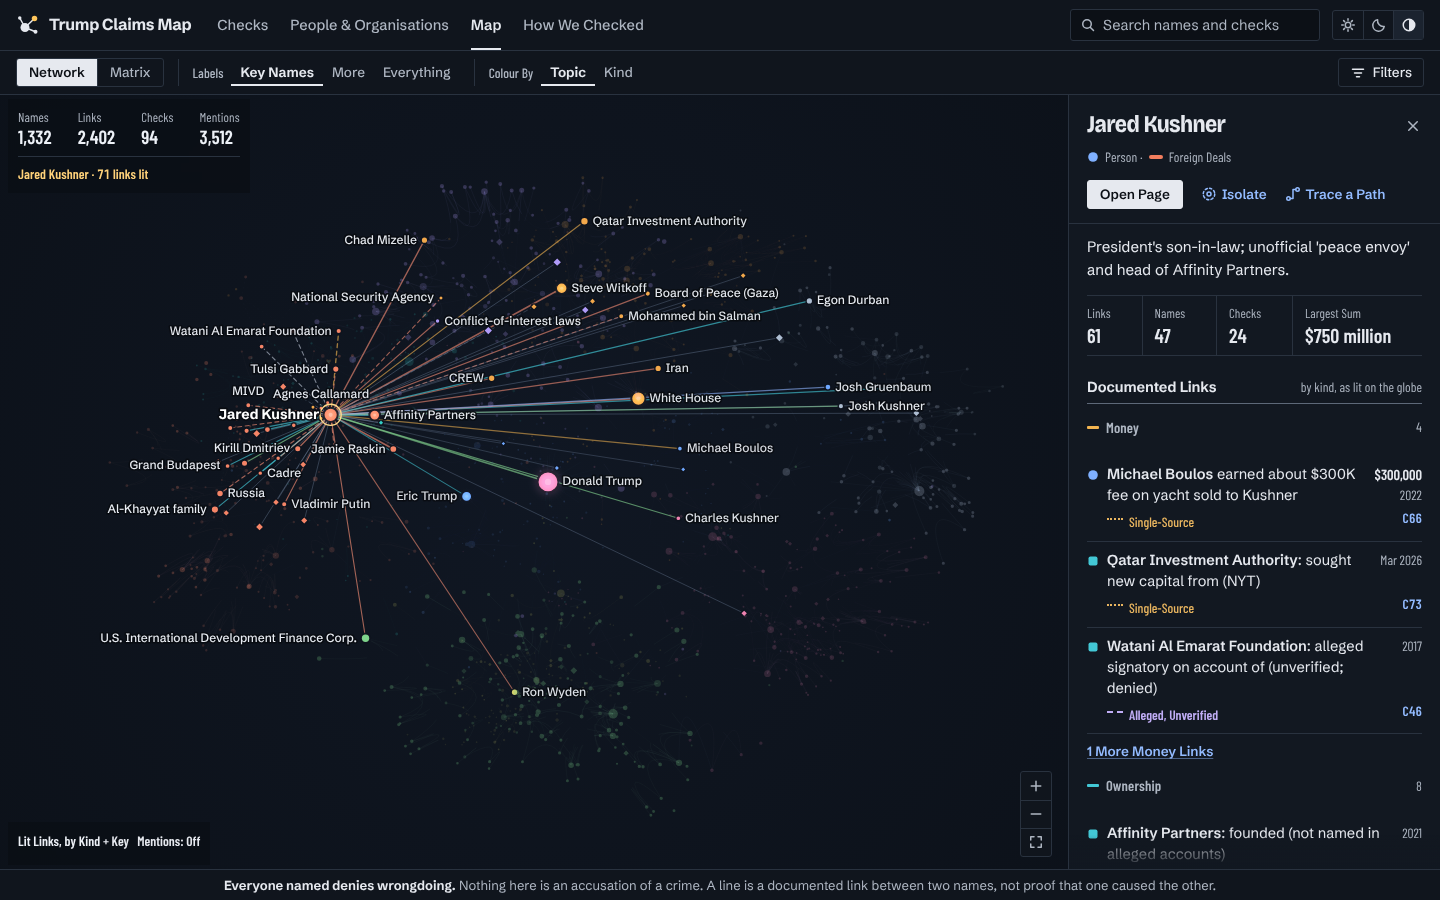 Trump Claims Map
Checks
People & Organisations
Map
How We Checked
Search names and checks
Network
Matrix
Labels
Key Names
More
Everything
Colour By
Topic
Kind
Filters
Names
Links
Checks
Mentions
1,332
2,402
94
3,512
Jared Kushner · 71 links lit
Qatar Investment Authority
Chad Mizelle
Steve Witkoff
National Security Agency
Board of Peace (Gaza)
Egon Durban
Conflict-of-interest laws
Mohammed bin Salman
Watani Al Emarat Foundation
Tulsi Gabbard
Iran
CREW
MIVD
Agnes Callamard
Josh Gruenbaum
White House
Josh Kushner
Jared Kushner
Affinity Partners
Kirill Dmitriev
Jamie Raskin
Michael Boulos
Grand Budapest
Cadre
Donald Trump
Russia
Eric Trump
Vladimir Putin
Al-Khayyat family
Charles Kushner
U.S. International Development Finance Corp.
Ron Wyden
Lit Links, by Kind + Key
Mentions: Off
Jared Kushner
Person · Foreign Deals
Open Page
Isolate
Trace a Path
President's son-in-law; unofficial 'peace envoy'
and head of Affinity Partners.
Links
Names
Checks
Largest Sum
61
47
24
$750 million
Documented Links
by kind, as lit on the globe
Money
4
Michael Boulos earned about $300K
$300,000
fee on yacht sold to Kushner
2022
Single-Source
C66
Qatar Investment Authority: sought
Mar 2026
new capital from (NYT)
Single-Source
C73
Watani Al Emarat Foundation: alleged
2017
signatory on account of (unverified;
denied)
Alleged, Unverified
C46
1 More Money Links
Ownership
8
Affinity Partners: founded (not named in
2021
alleged accounts)
Everyone named denies wrongdoing. Nothing here is an accusation of a crime. A line is a documented link between two names, not proof that one caused the other.